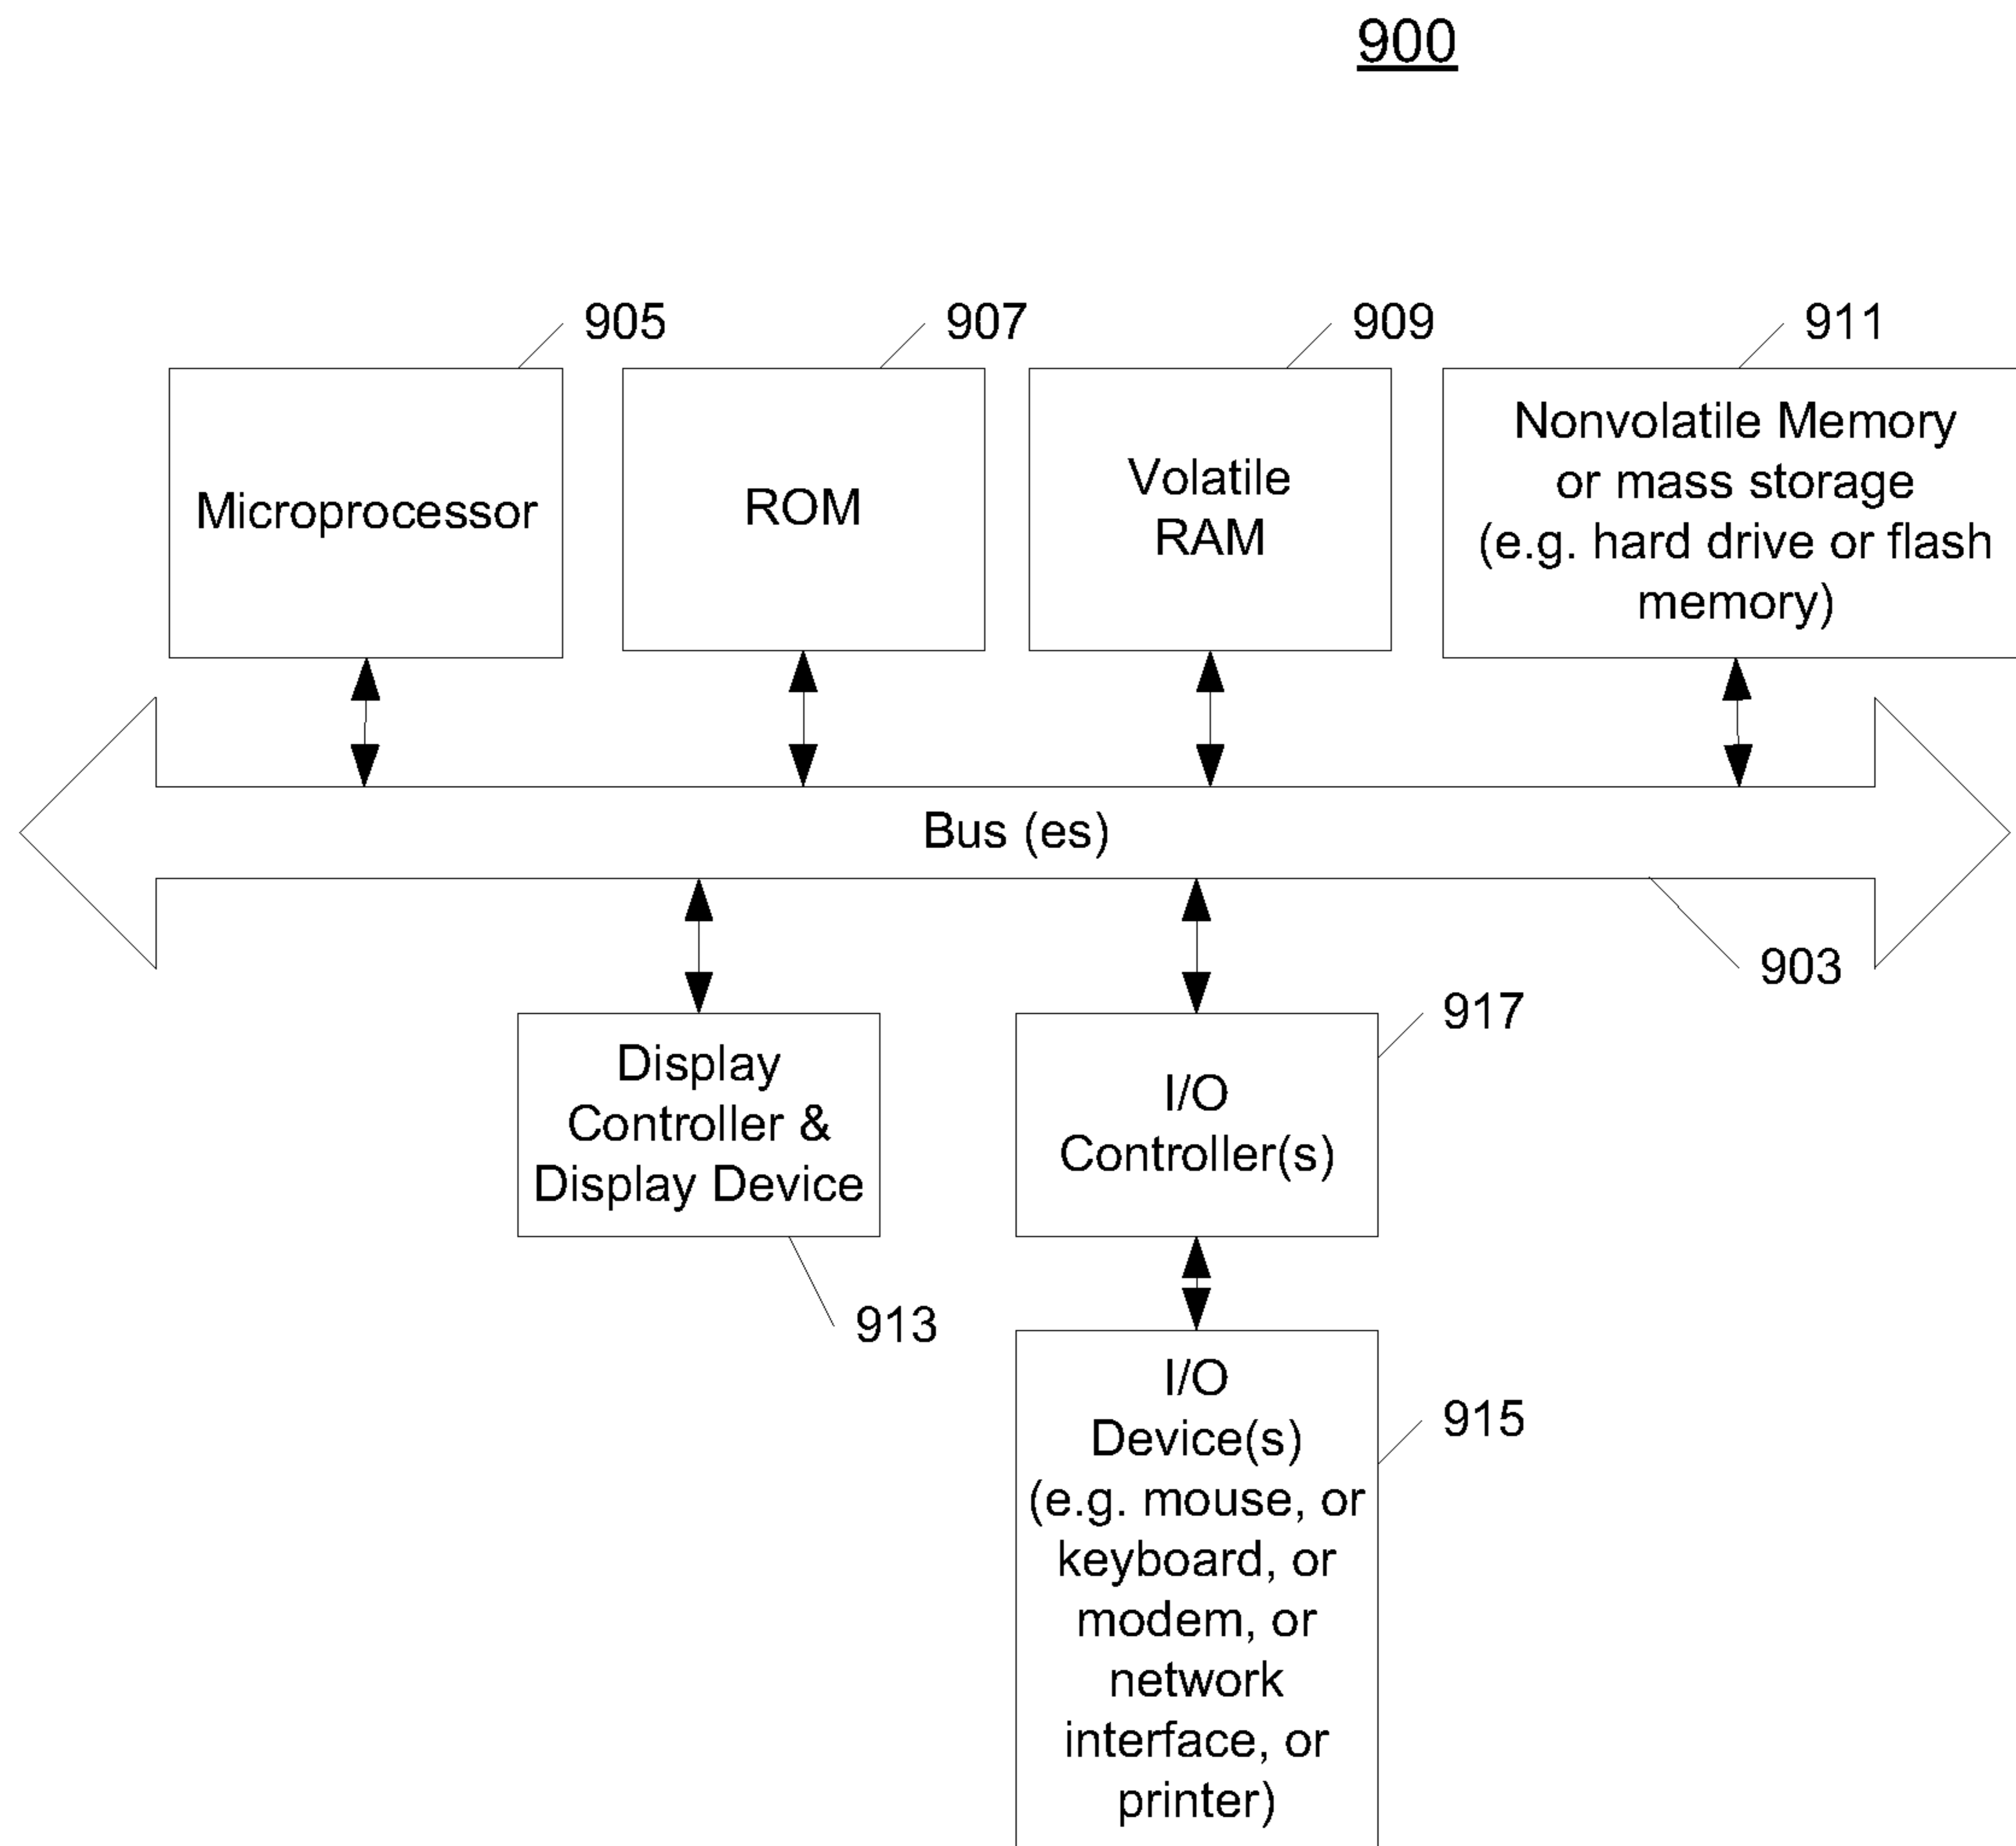 900
905
907
909
911
Microprocessor
ROM
Volatile
RAM
Nonvolatile Memory
or mass storage
(e.g. hard drive or flash
memory)
Bus (es)
903
Display
Controller &
Display Device
913
I/O
Controller(s)
917
I/O
Device(s)
(e.g. mouse, or
keyboard, or
modem, or
network
interface, or
printer)
915